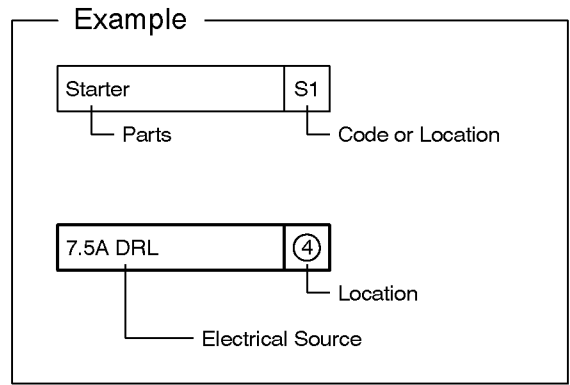 Example
Starter S1
Parts Code or Location
7.5A DRL 4
Location
Electrical Source